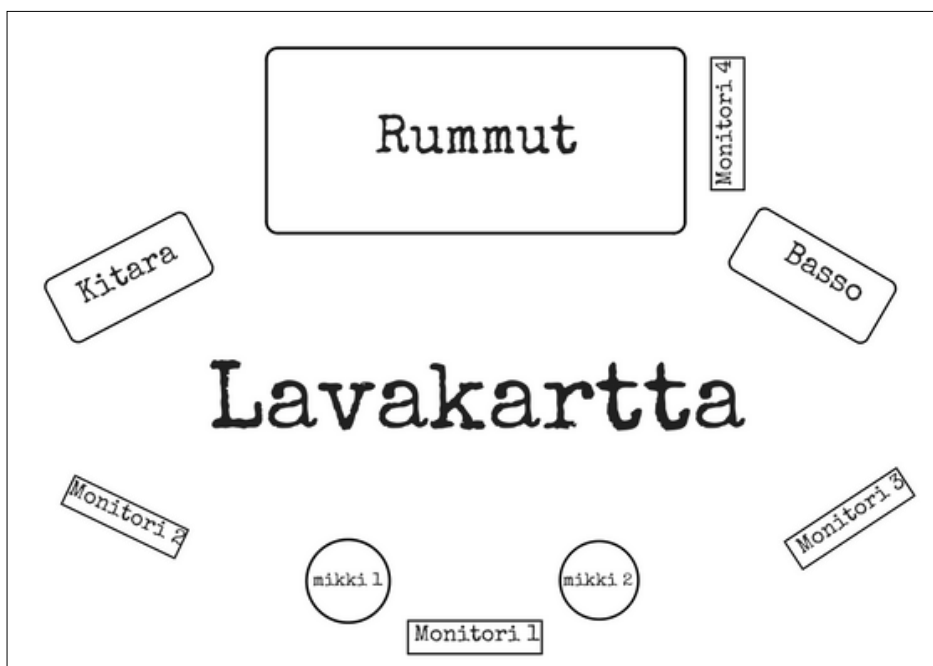 Rummut
Monitori 4
Kitara
Basso
Lavakartta
Monitori 2
Monitori 3
mikki 1
mikki 2
Monitori 1